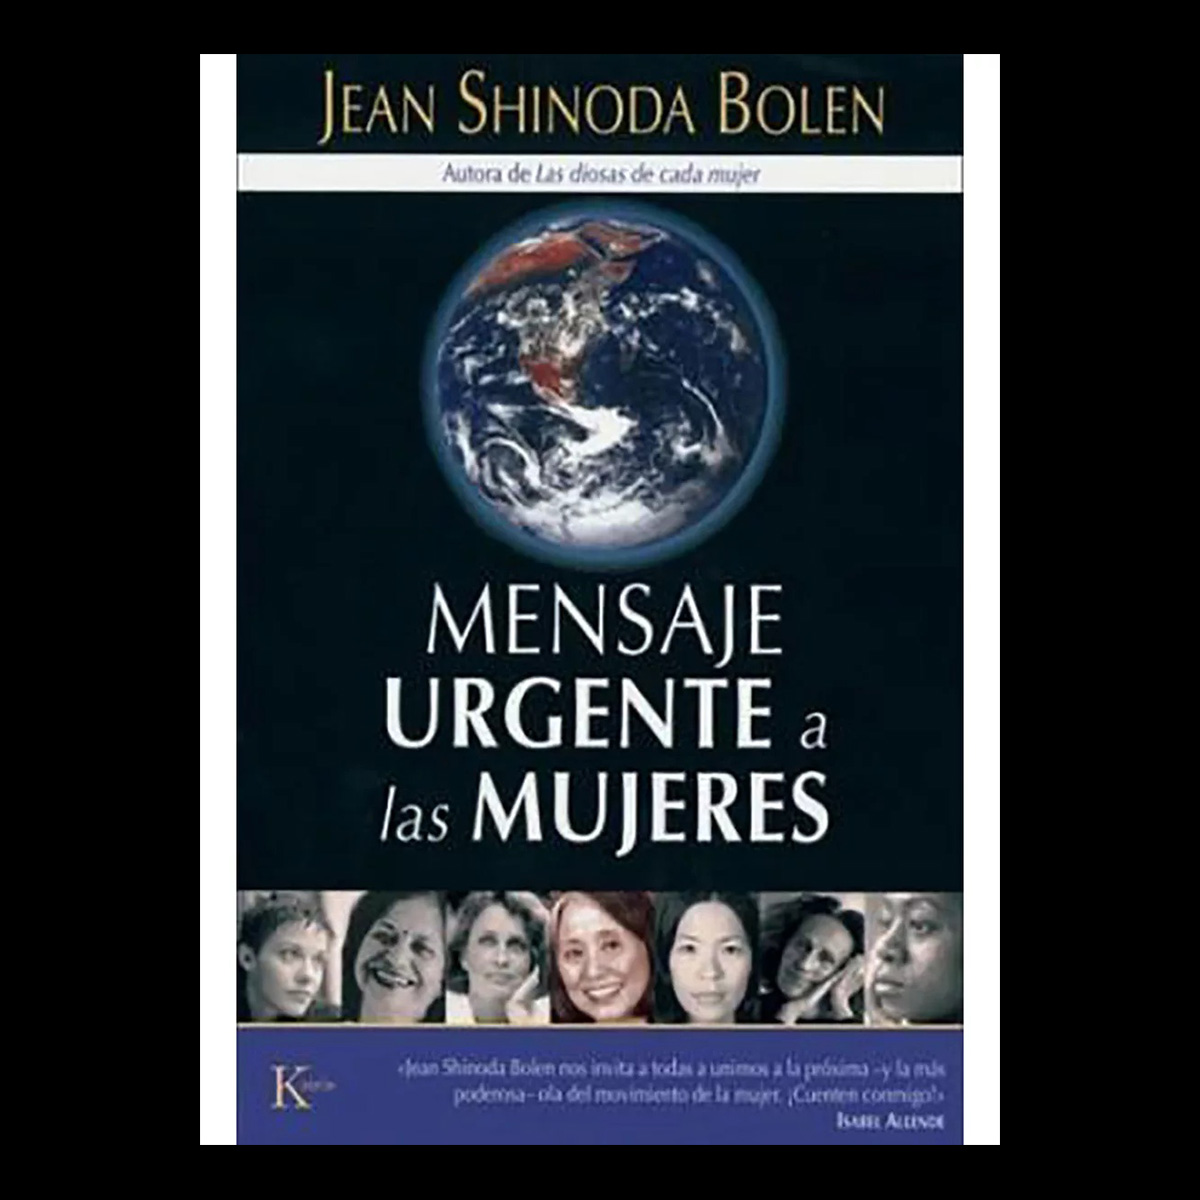 JEAN SHINODA BOLEN
Autora de Las diosas de cada mujer
MENSAJE
URGENTE a
las MUJERES
«Jean Shinoda Bolen nos invita a todas a unirnos a la próxima –y la más
poderosa– ola del movimiento de la mujer. ¡Cuenten conmigo!»
ISABEL ALLENDE
K